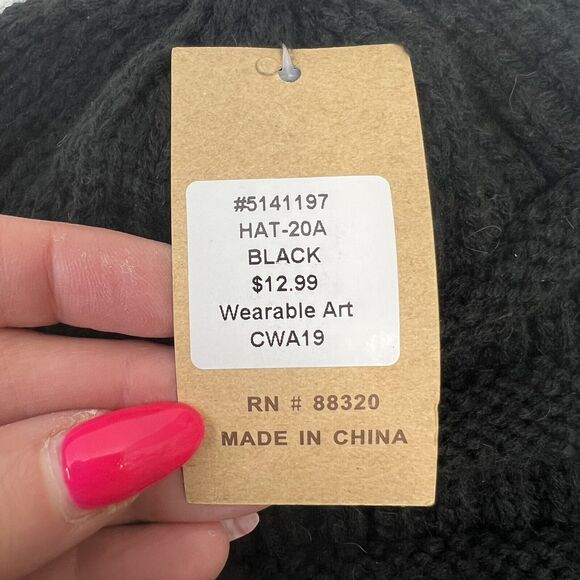 #5141197
HAT-20A
BLACK
$12.99
Wearable Art
CWA19
RN # 88320
MADE IN CHINA